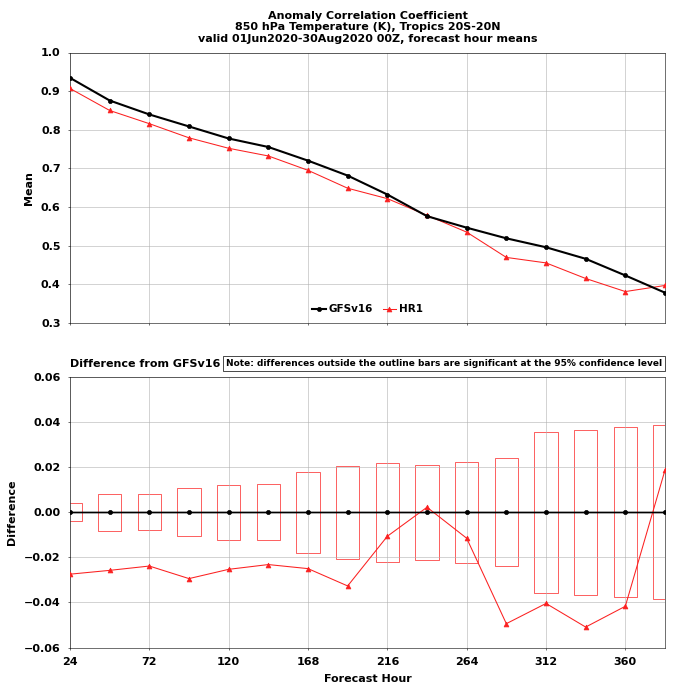 Anomaly Correlation Coefficient
850 hPa Temperature (K), Tropics 20S-20N
valid 01Jun2020-30Aug2020 00Z, forecast hour means
1.0
0.9
0.8
0.7
0.6
0.5
0.4
0.3
Mean
GFSv16 HR1
Difference from GFSv16 Note: differences outside the outline bars are significant at the 95% confidence level
0.06
0.04
0.02
0.00
−0.02
−0.04
−0.06
Difference
24 72 120 168 216 264 312 360
Forecast Hour